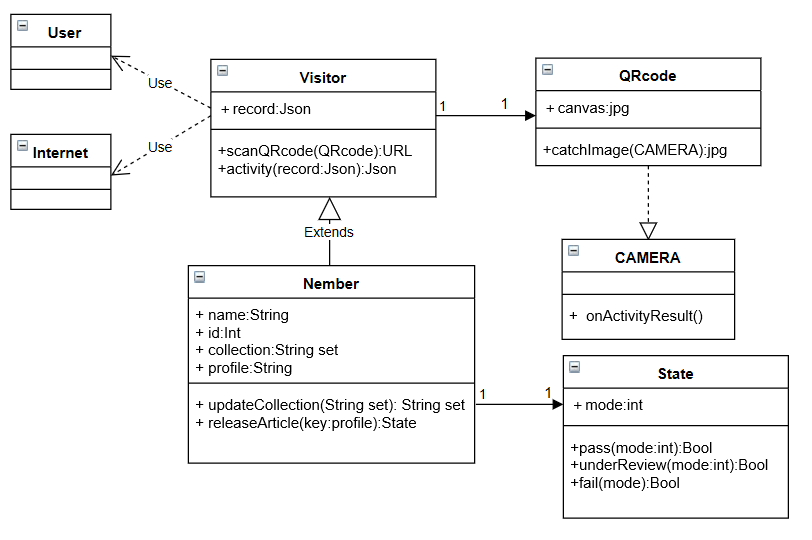 User
Use
Internet
Use
Visitor
+ record:Json
+scanQRcode(QRcode):URL
+activity(record:Json):Json
1
1
QRcode
+ canvas:jpg
+catchImage(CAMERA):jpg
Extends
CAMERA
+ onActivityResult()
Nember
+ name:String
+ id:Int
+ collection:String set
+ profile:String
+ updateCollection(String set): String set
+ releaseArticle(key:profile):State
1
1
State
+ mode:int
+pass(mode:int):Bool
+underReview(mode:int):Bool
+fail(mode):Bool